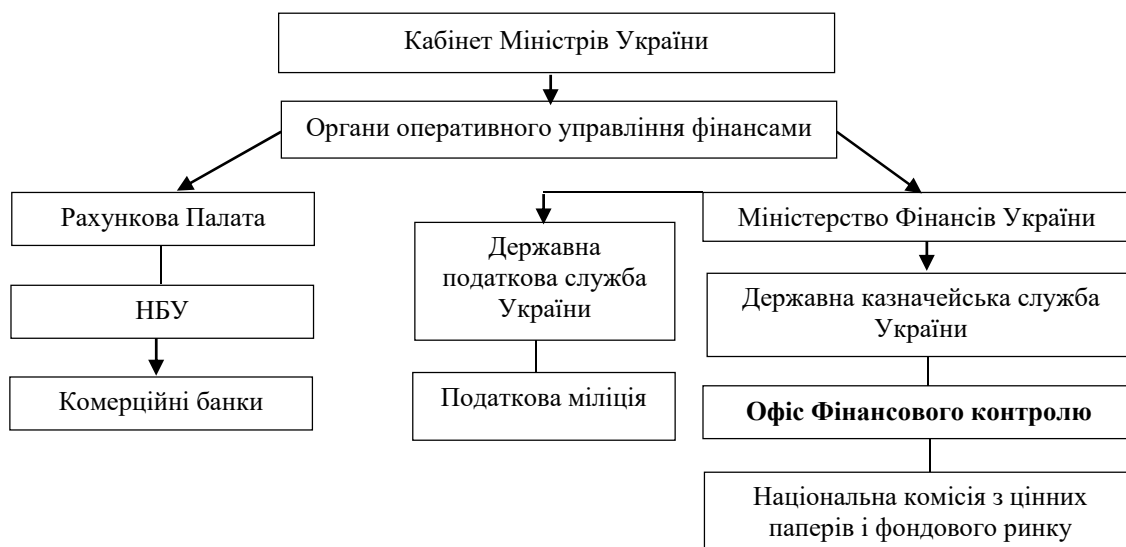 Кабінет Міністрів України
Органи оперативного управління фінансами
Рахункова Палата
Міністерство Фінансів України
Державна
податкова служба
України
Державна казначейська служба
України
НБУ
Комерційні банки
Податкова міліція
Офіс Фінансового контролю
Національна комісія з цінних
паперів і фондового ринку